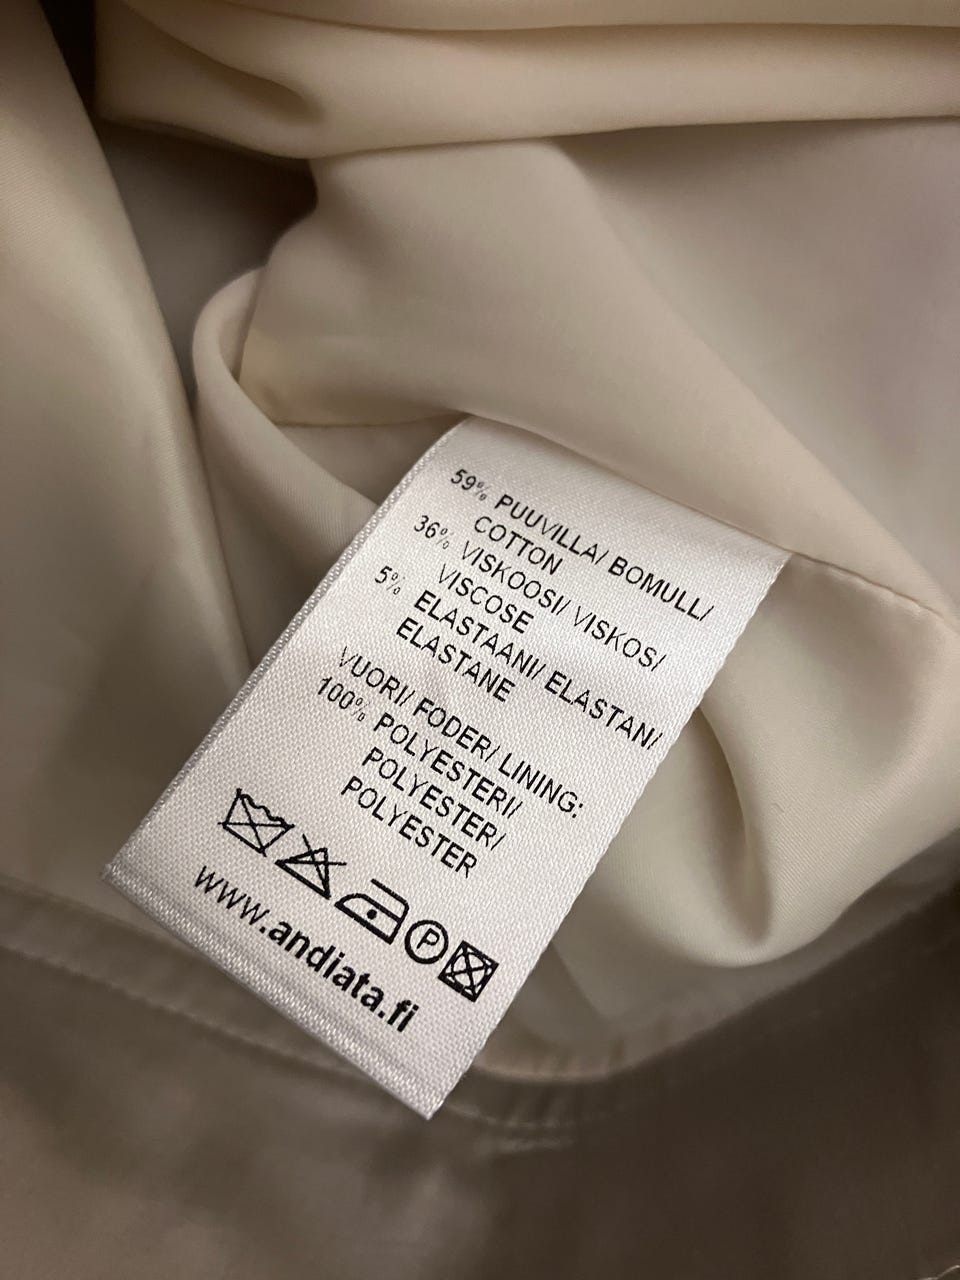 59% PUUVILLA/ BOMULL/
COTTON
36% VISKOOSI/ VISKOS/
VISCOSE
5% ELASTAANI/ ELASTAN/
ELASTANE
VUORI/ FODER/ LINING:
100% POLYESTERI/
POLYESTER/
POLYESTER
P
www.andiata.fi